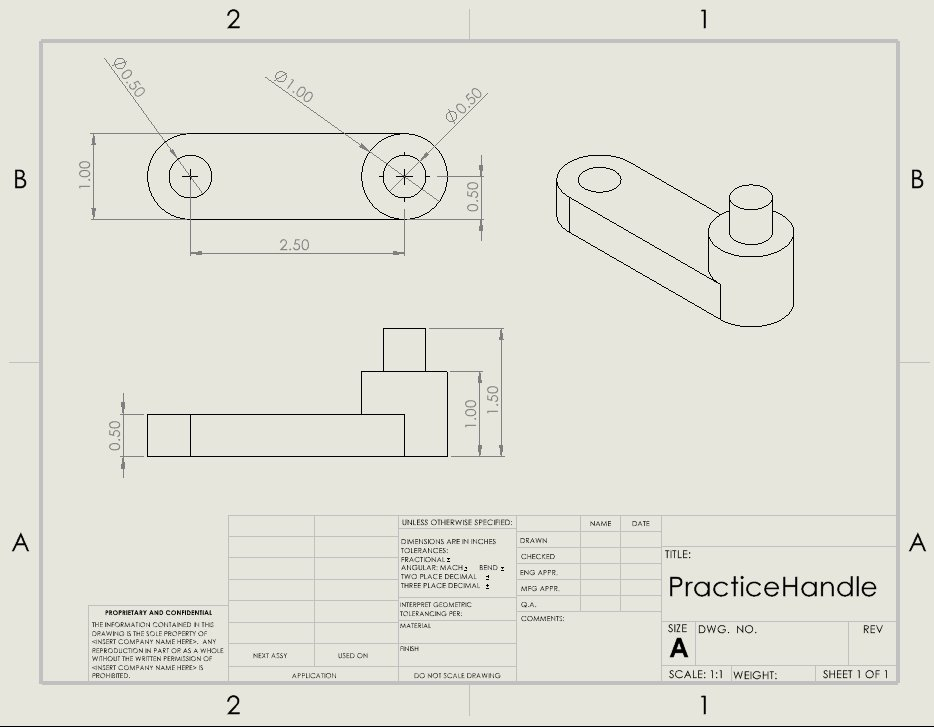 2
1
B
B
Ø0.50
Ø1.00
Ø0.50
1.00
0.50
2.50
0.50
1.00
1.50
A
A
UNLESS OTHERWISE SPECIFIED:
DIMENSIONS ARE IN INCHES
TOLERANCES:
FRACTIONAL ±
ANGULAR: MACH ± BEND ±
TWO PLACE DECIMAL ±
THREE PLACE DECIMAL ±
INTERPRET GEOMETRIC
TOLERANCING PER:
MATERIAL
FINISH
DO NOT SCALE DRAWING
NAME DATE
DRAWN
CHECKED
ENG APPR.
MFG APPR.
Q.A.
COMMENTS:
TITLE:
PracticeHandle
SIZE DWG. NO. REV
A
SCALE: 1:1 WEIGHT: SHEET 1 OF 1
PROPRIETARY AND CONFIDENTIAL
THE INFORMATION CONTAINED IN THIS
DRAWING IS THE SOLE PROPERTY OF
<INSERT COMPANY NAME HERE>. ANY
REPRODUCTION IN PART OR AS A WHOLE
WITHOUT THE WRITTEN PERMISSION OF
<INSERT COMPANY NAME HERE> IS
PROHIBITED.
NEXT ASSY USED ON
APPLICATION
2
1